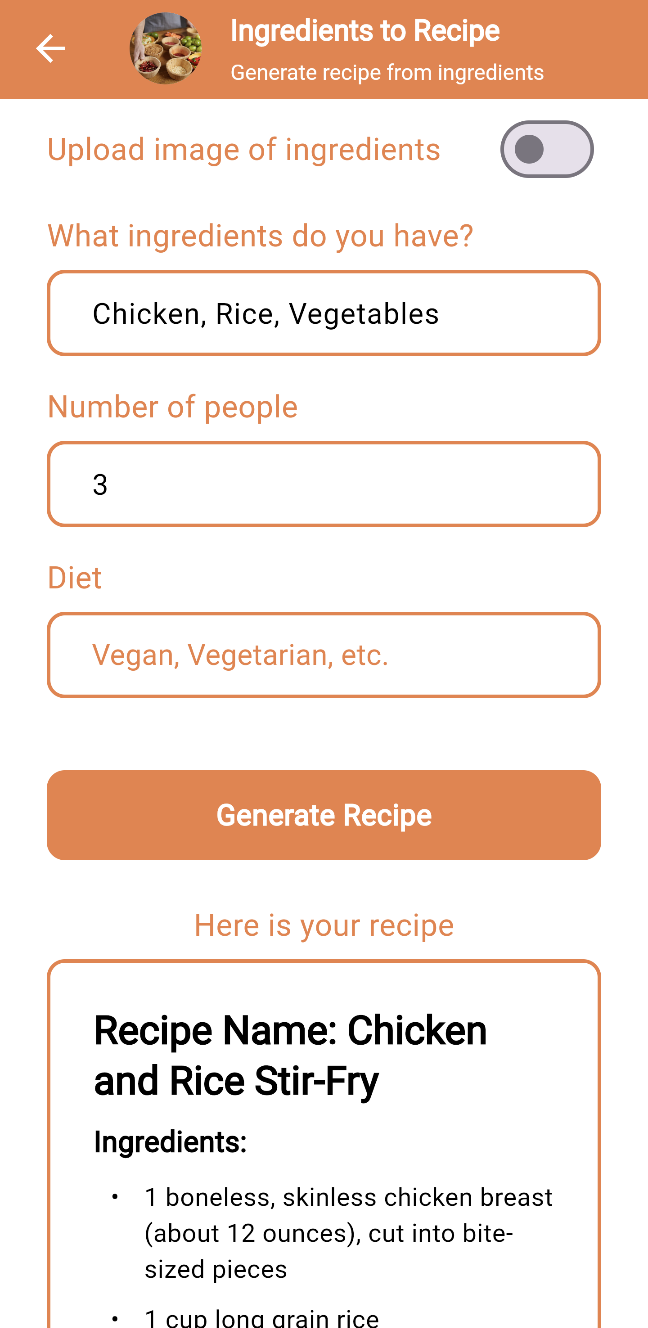 Ingredients to Recipe
Generate recipe from ingredients
Upload image of ingredients
What ingredients do you have?
Chicken, Rice, Vegetables
Number of people
3
Diet
Vegan, Vegetarian, etc.
Generate Recipe
Here is your recipe
Recipe Name: Chicken
and Rice Stir-Fry
Ingredients:
• 1 boneless, skinless chicken breast
(about 12 ounces), cut into bite-
sized pieces
• 1 cup long grain rice